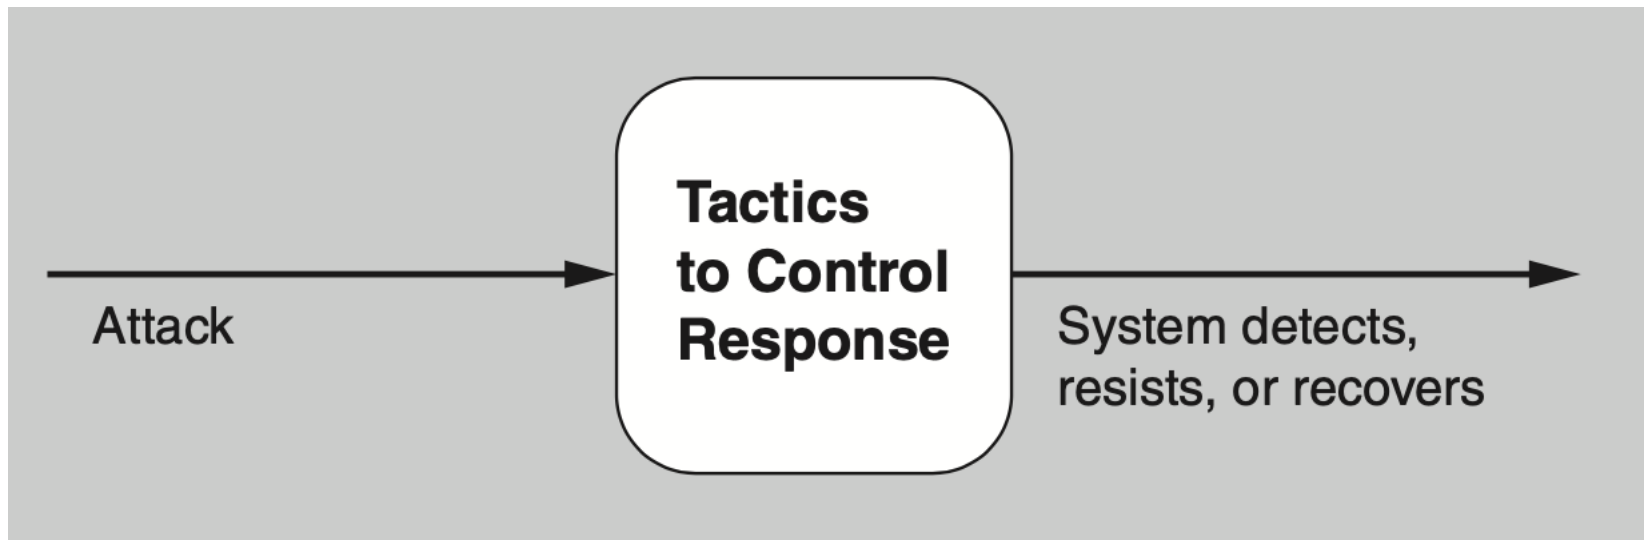 Attack
Tactics
to Control
Response
System detects,
resists, or recovers